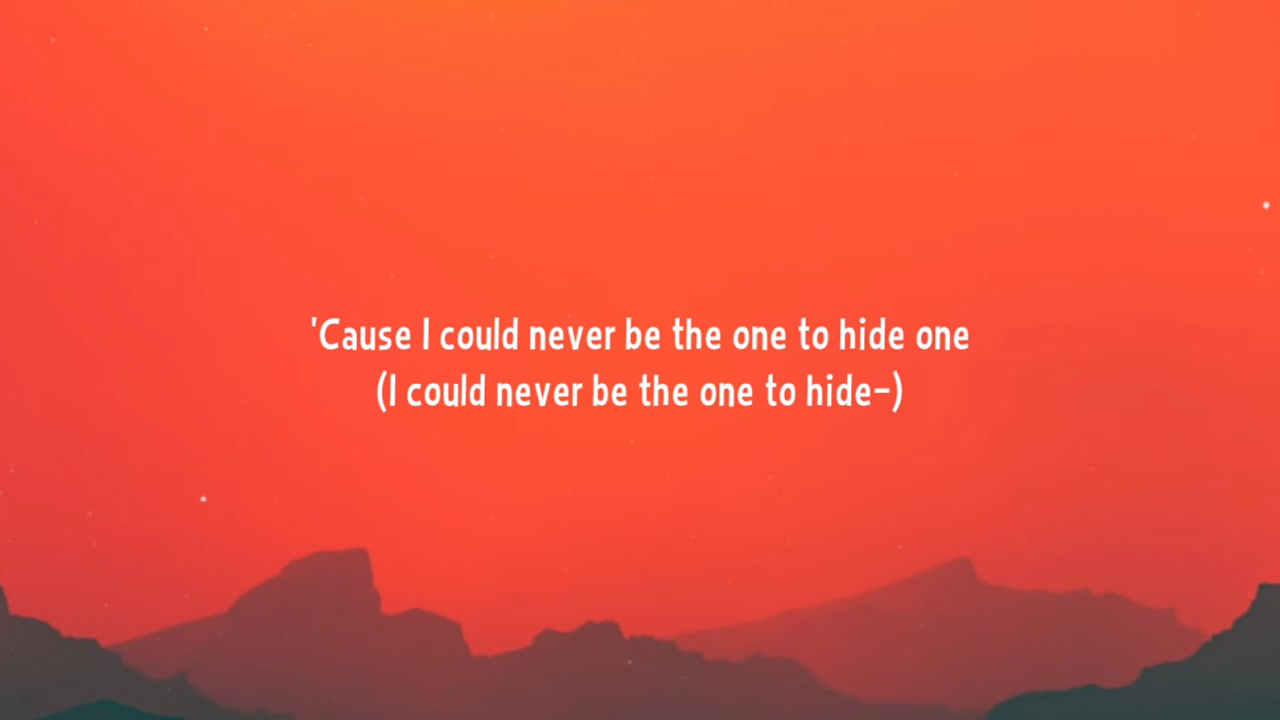 'Cause I could never be the one to hide one
(I could never be the one to hide-)